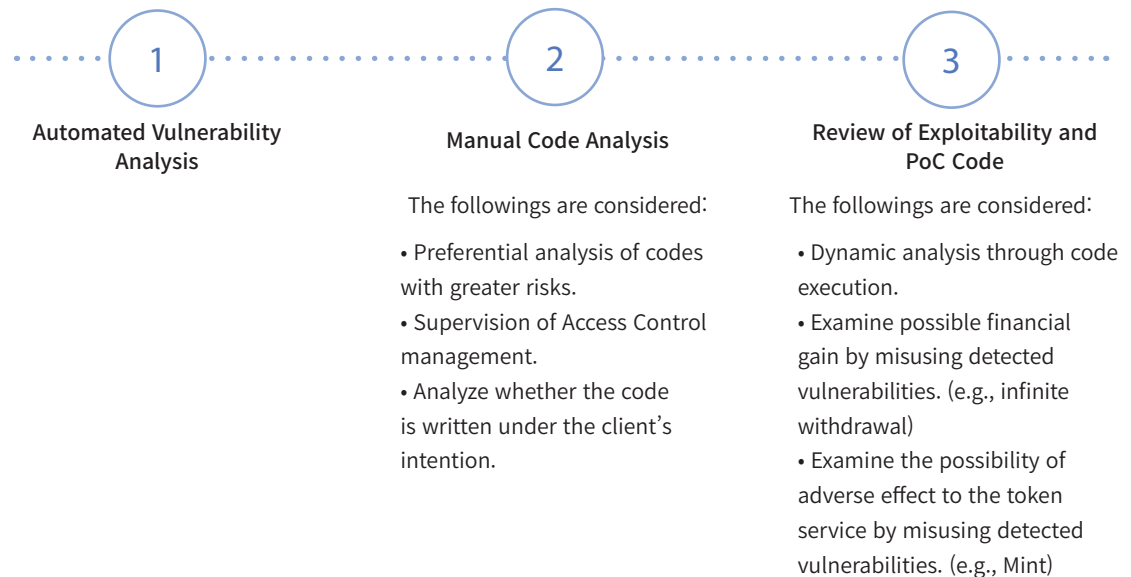 1
Automated Vulnerability
Analysis
2
Manual Code Analysis
The followings are considered:
• Preferential analysis of codes
with greater risks.
• Supervision of Access Control
management.
• Analyze whether the code
is written under the client’s
intention.
3
Review of Exploitability and
PoC Code
The followings are considered:
• Dynamic analysis through code
execution.
• Examine possible financial
gain by misusing detected
vulnerabilities. (e.g., infinite
withdrawal)
• Examine the possibility of
adverse effect to the token
service by misusing detected
vulnerabilities. (e.g., Mint)